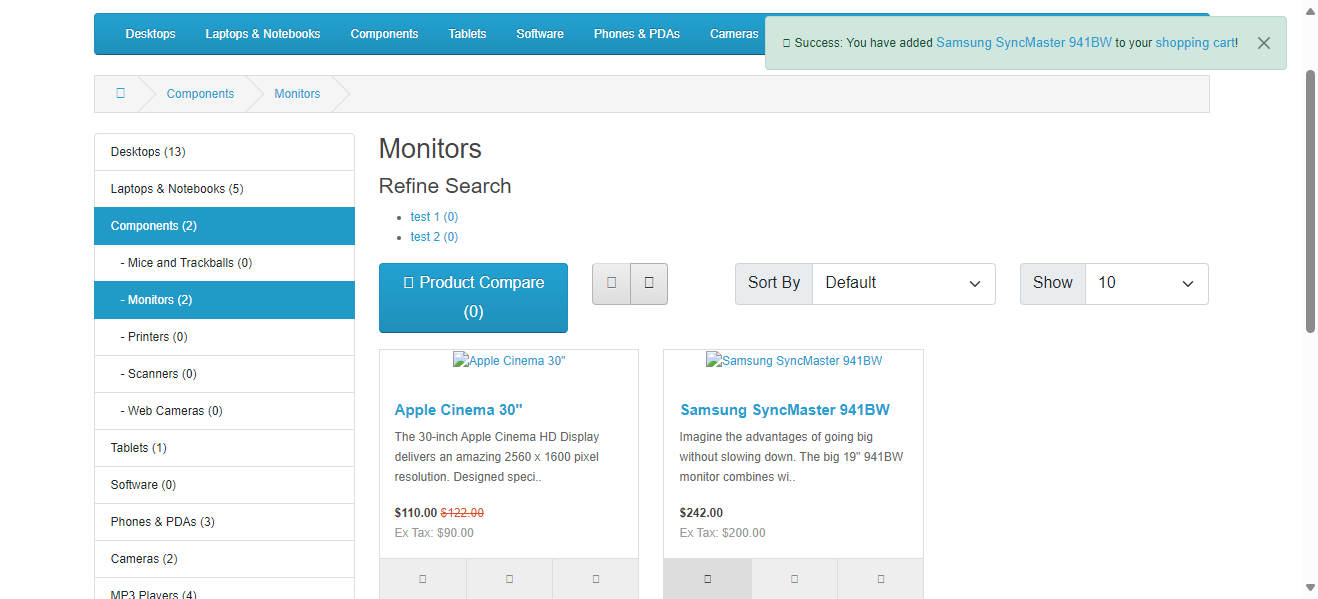 Desktops Laptops & Notebooks Components Tablets Software Phones & PDAs Cameras
Success: You have added Samsung SyncMaster 941BW to your shopping cart!
Components Monitors
Desktops (13)
Laptops & Notebooks (5)
Components (2)
- Mice and Trackballs (0)
- Monitors (2)
- Printers (0)
- Scanners (0)
- Web Cameras (0)
Tablets (1)
Software (0)
Phones & PDAs (3)
Cameras (2)
MP3 Players (4)
Monitors
Refine Search
test 1 (0)
test 2 (0)
Product Compare
(0)
Sort By Default
Show 10
Apple Cinema 30"
Apple Cinema 30"
The 30-inch Apple Cinema HD Display
delivers an amazing 2560 x 1600 pixel
resolution. Designed speci..
$110.00 $122.00
Ex Tax: $90.00
Samsung SyncMaster 941BW
Samsung SyncMaster 941BW
Imagine the advantages of going big
without slowing down. The big 19" 941BW
monitor combines wi..
$242.00
Ex Tax: $200.00